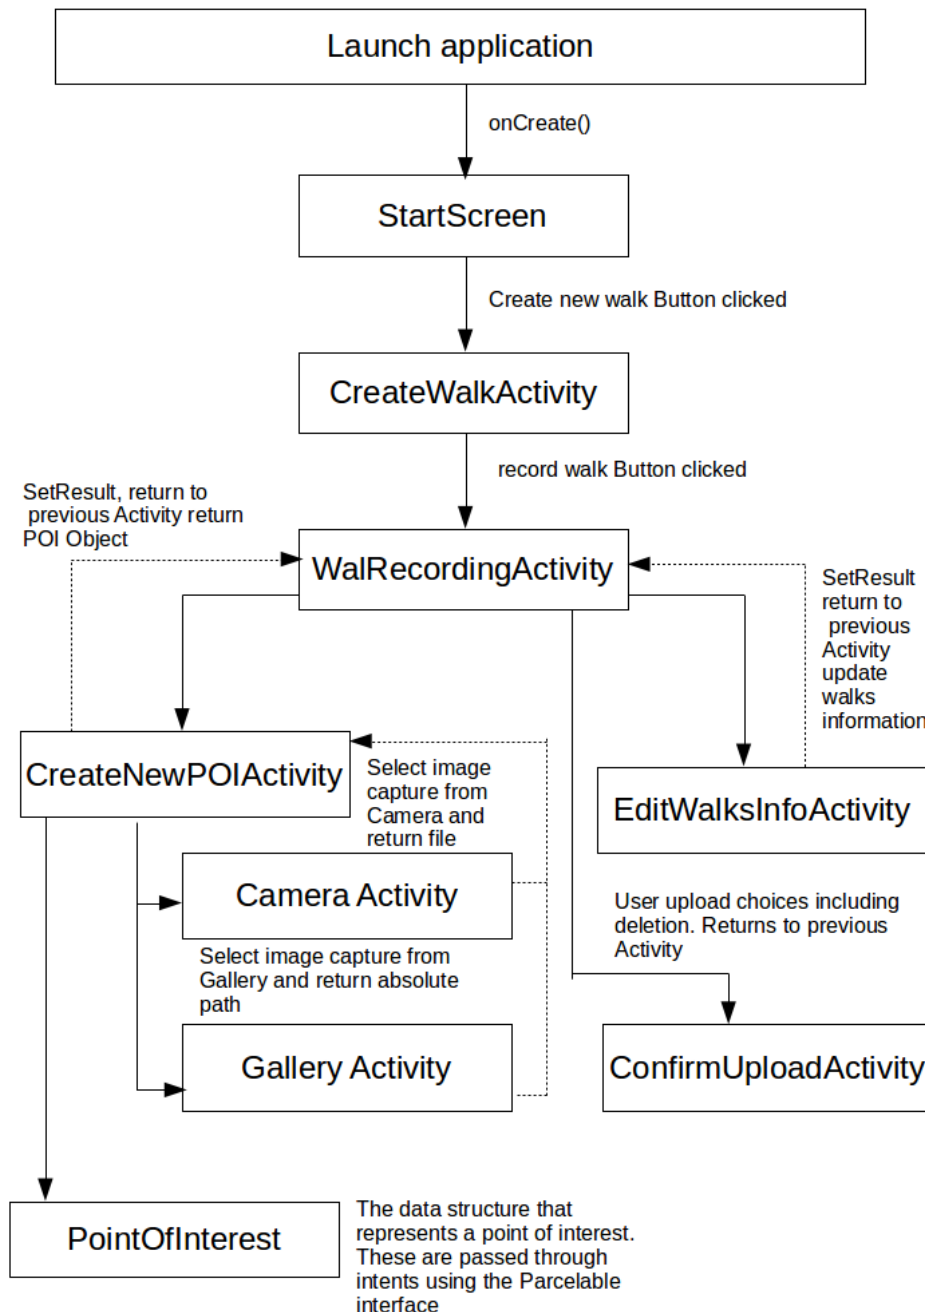 Launch application
onCreate()
StartScreen
Create new walk Button clicked
CreateWalkActivity
record walk Button clicked
SetResult, return to
previous Activity return
POI Object
WalRecordingActivity
SetResult
return to
previous
Activity
update
walks
information
CreateNewPOIActivity
Select image
capture from
Camera and
return file
EditWalksInfoActivity
Camera Activity
User upload choices including
deletion. Returns to previous
Activity
Select image capture from
Gallery and return absolute
path
Gallery Activity
ConfirmUploadActivity
PointOfInterest
The data structure that
represents a point of interest.
These are passed through
intents using the Parcelable
interface